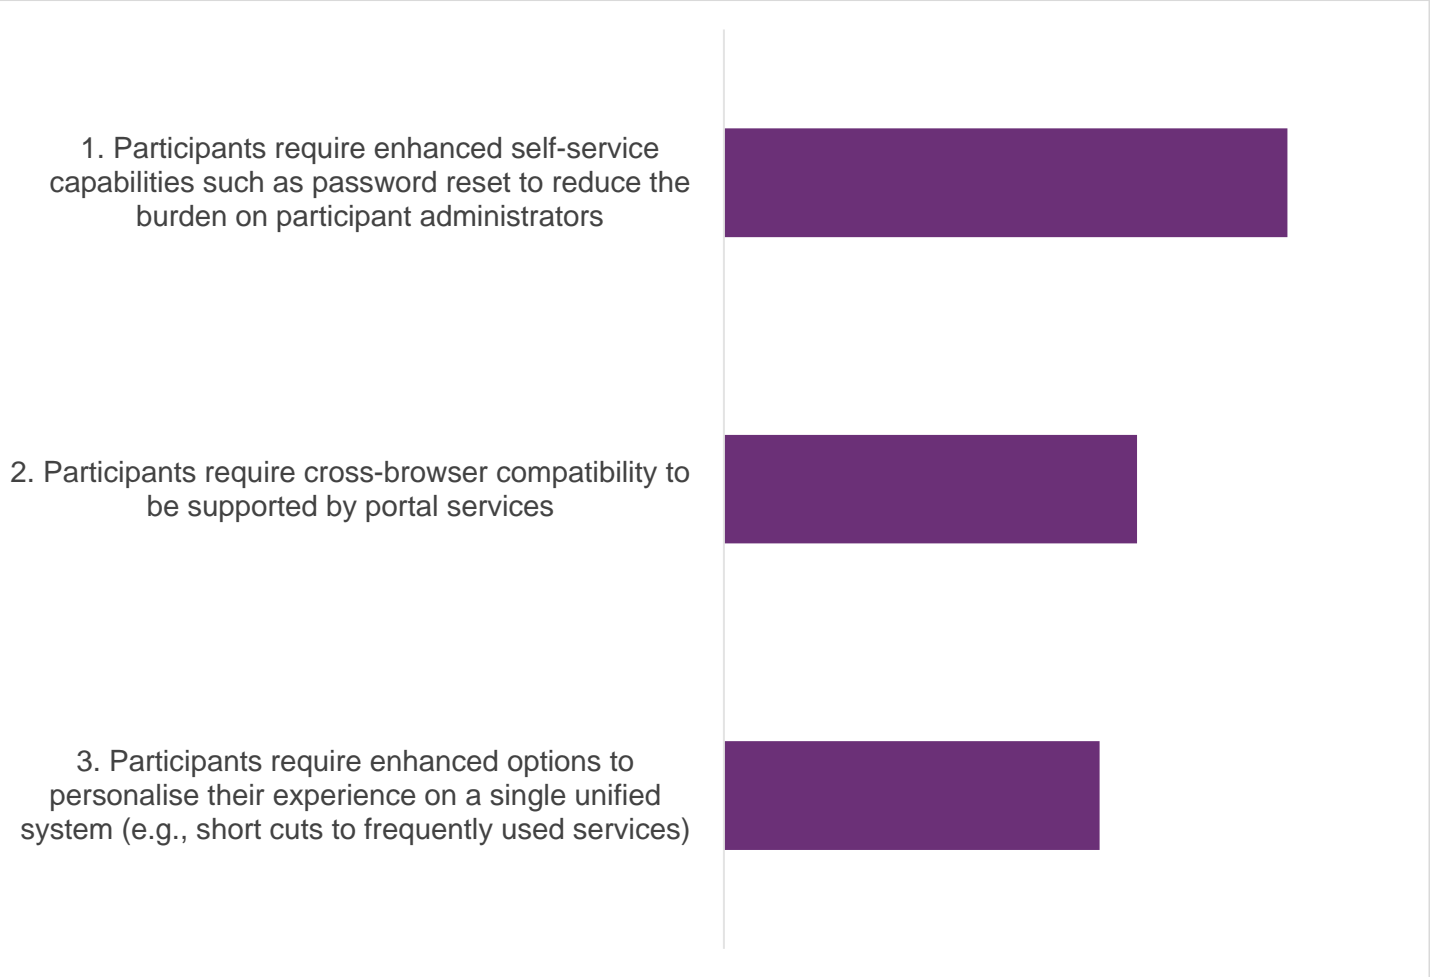 1. Participants require enhanced self-service
capabilities such as password reset to reduce the
burden on participant administrators
2. Participants require cross-browser compatibility to
be supported by portal services
3. Participants require enhanced options to
personalise their experience on a single unified
system (e.g., short cuts to frequently used services)